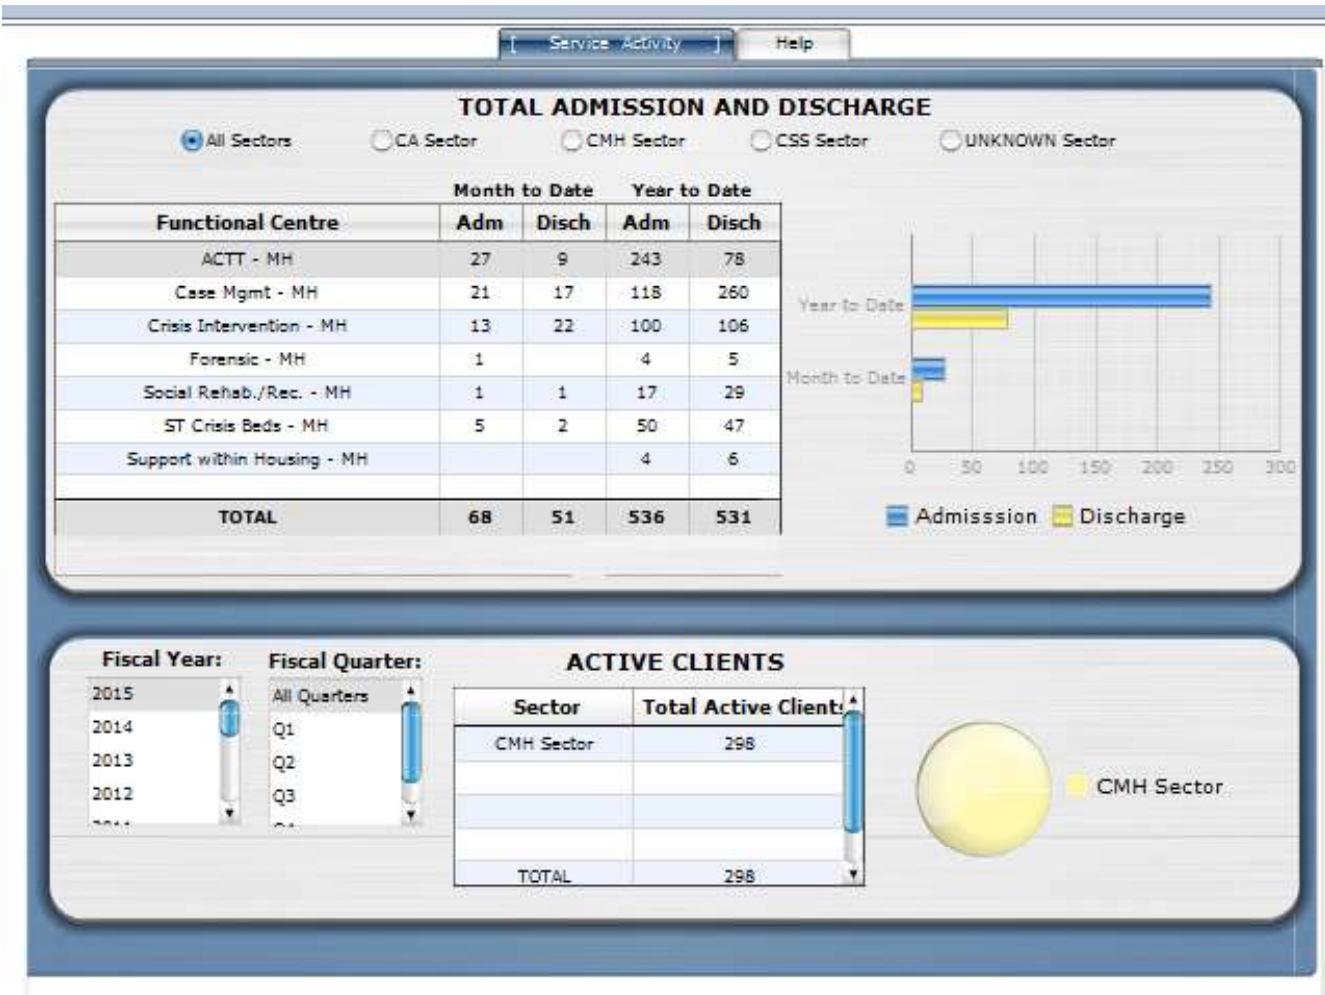 [ Service Activity ] Help
TOTAL ADMISSION AND DISCHARGE
All Sectors CA Sector CMH Sector CSS Sector UNKNOWN Sector
Month to Date Year to Date
Functional Centre Adm Disch Adm Disch
ACTT - MH 27 9 243 78
Case Mgmt - MH 21 17 118 260
Crisis Intervention - MH 13 22 100 106
Forensic - MH 1 4 5
Social Rehab./Rec. - MH 1 1 17 29
ST Crisis Beds - MH 5 2 50 47
Support within Housing - MH 4 6
TOTAL 68 51 536 531
Year to Date
Month to Date
0 50 100 150 200 250 300
Admisssion Discharge
Fiscal Year:
2015
2014
2013
2012
Fiscal Quarter:
All Quarters
Q1
Q2
Q3
ACTIVE CLIENTS
Sector Total Active Clients
CMH Sector 298
TOTAL 298
CMH Sector